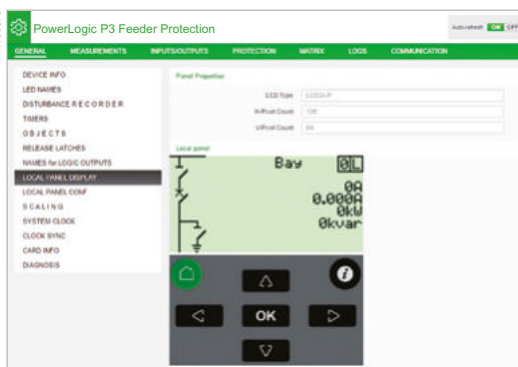 PowerLogic P3 Feeder Protection
Auto-refresh ON OFF
GENERAL MEASUREMENTS INPUTS/OUTPUTS PROTECTION MATRIX LOGS COMMUNICATION
DEVICE INFO
LED NAMES
DISTURBANCE RECORDER
TIMERS
OBJECTS
RELEASE LATCHES
NAMES for LOGIC OUTPUTS
LOCAL PANEL DISPLAY
LOCAL PANEL CONF
SCALING
SYSTEM CLOCK
CLOCK SYNC
CARD INFO
DIAGNOSIS
Panel Properties
LCD Type
H-Pixel Count 128
V-Pixel Count 64
Local panel
Bay 0 L
0A
0.000A
0kW
0kvar
i
OK